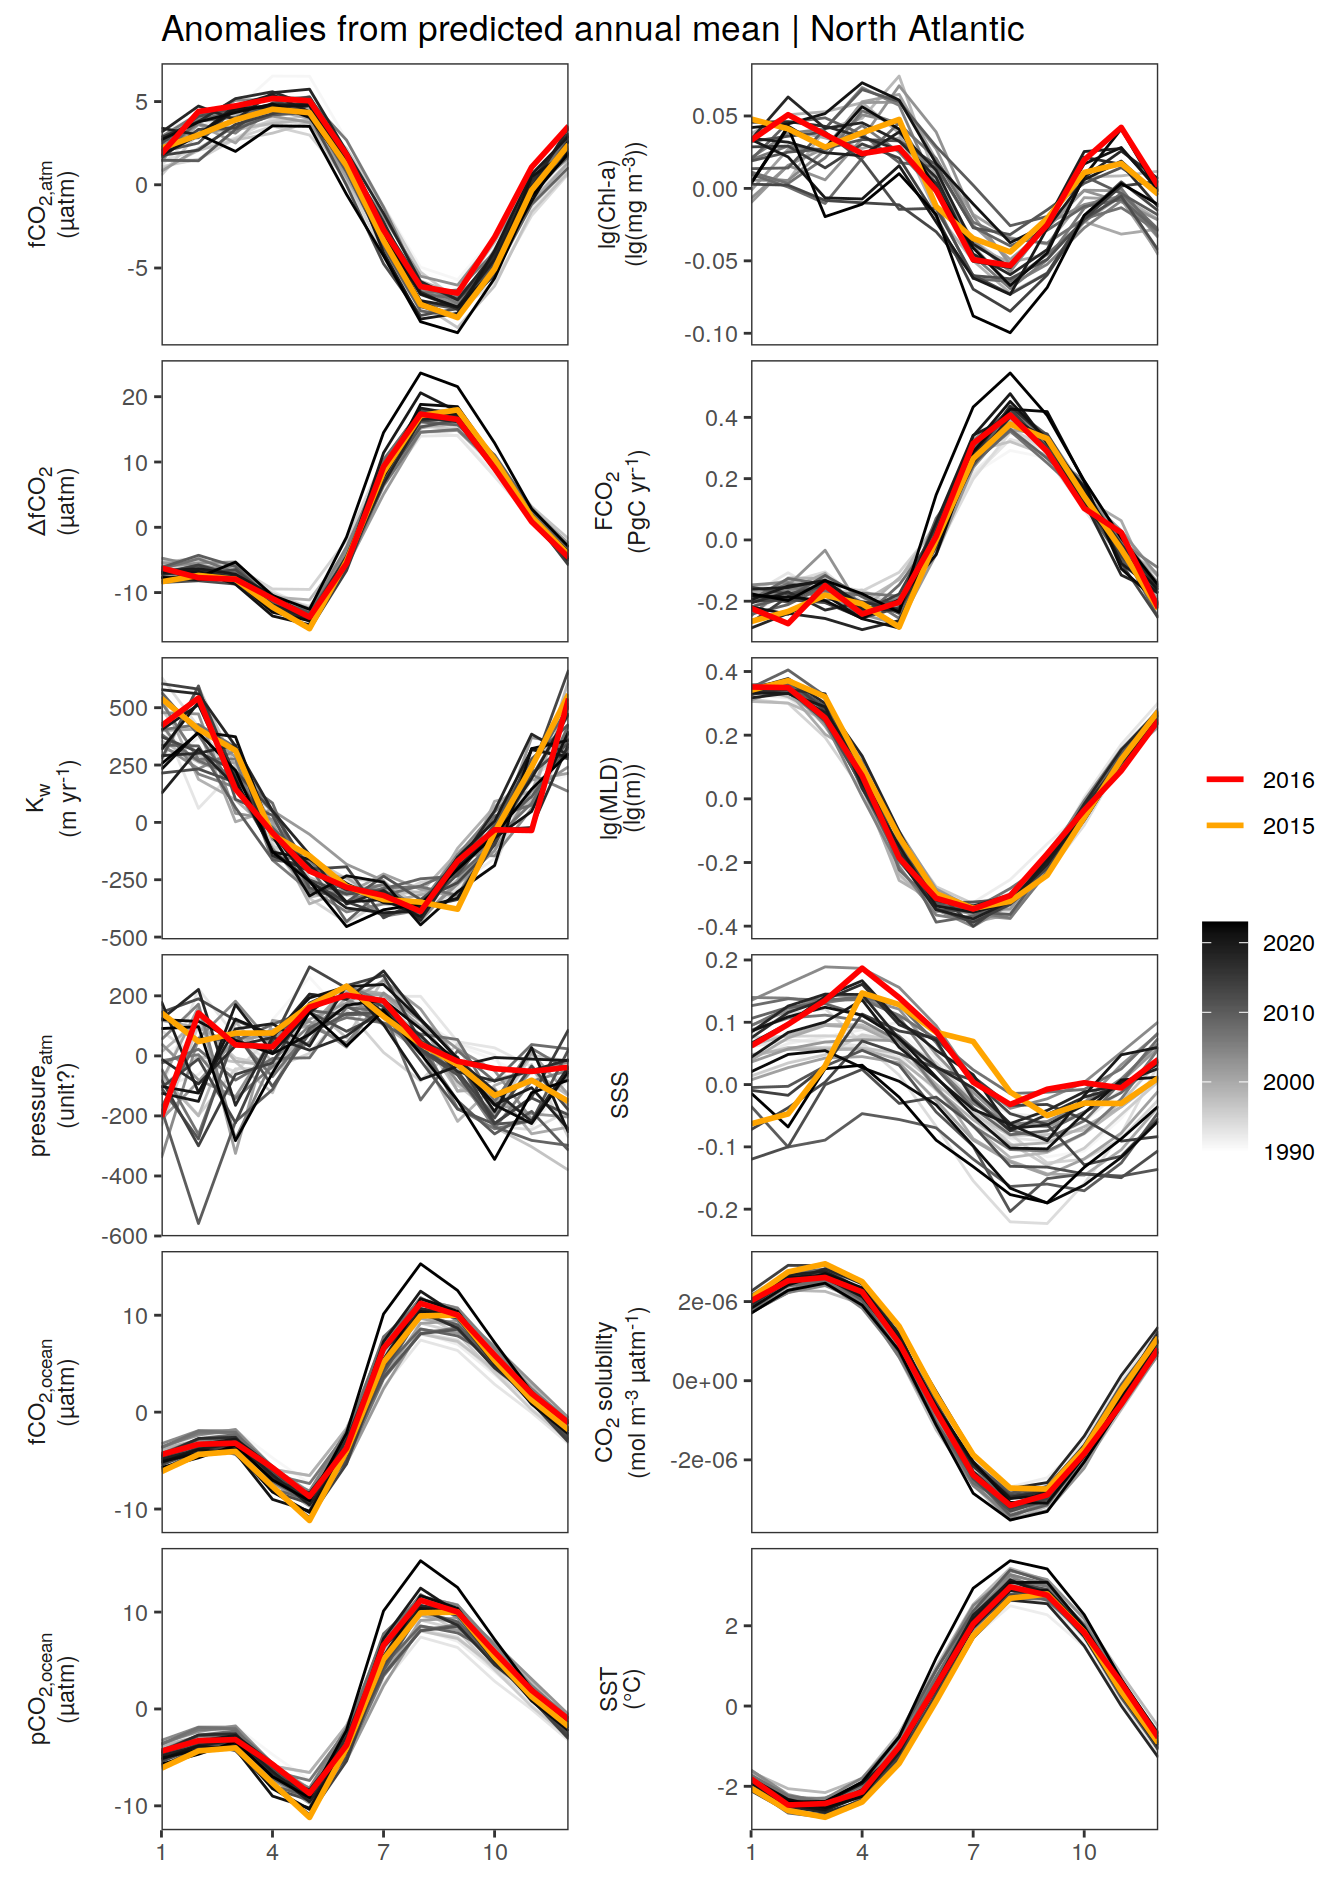 Anomalies from predicted annual mean | North Atlantic
fCO2,atm
(µatm)
5
0
-5
lg(Chl-a)
(lg(mg m-3))
0.05
0.00
-0.05
-0.10
ΔfCO2
(µatm)
20
10
0
-10
FCO2
(PgC yr-1)
0.4
0.2
0.0
-0.2
Kw
(m yr-1)
500
250
0
-250
-500
lg(MLD)
(lg(m))
0.4
0.2
0.0
-0.2
-0.4
pressureatm
(unit?)
200
0
-200
-400
-600
SSS
0.2
0.1
0.0
-0.1
-0.2
fCO2,ocean
(µatm)
10
0
-10
CO2 solubility
(mol m-3 µatm-1)
2e-06
0e+00
-2e-06
pCO2,ocean
(µatm)
10
0
-10
SST
(°C)
2
0
-2
1 4 7 10
1 4 7 10
2016
2015
2020
2010
2000
1990